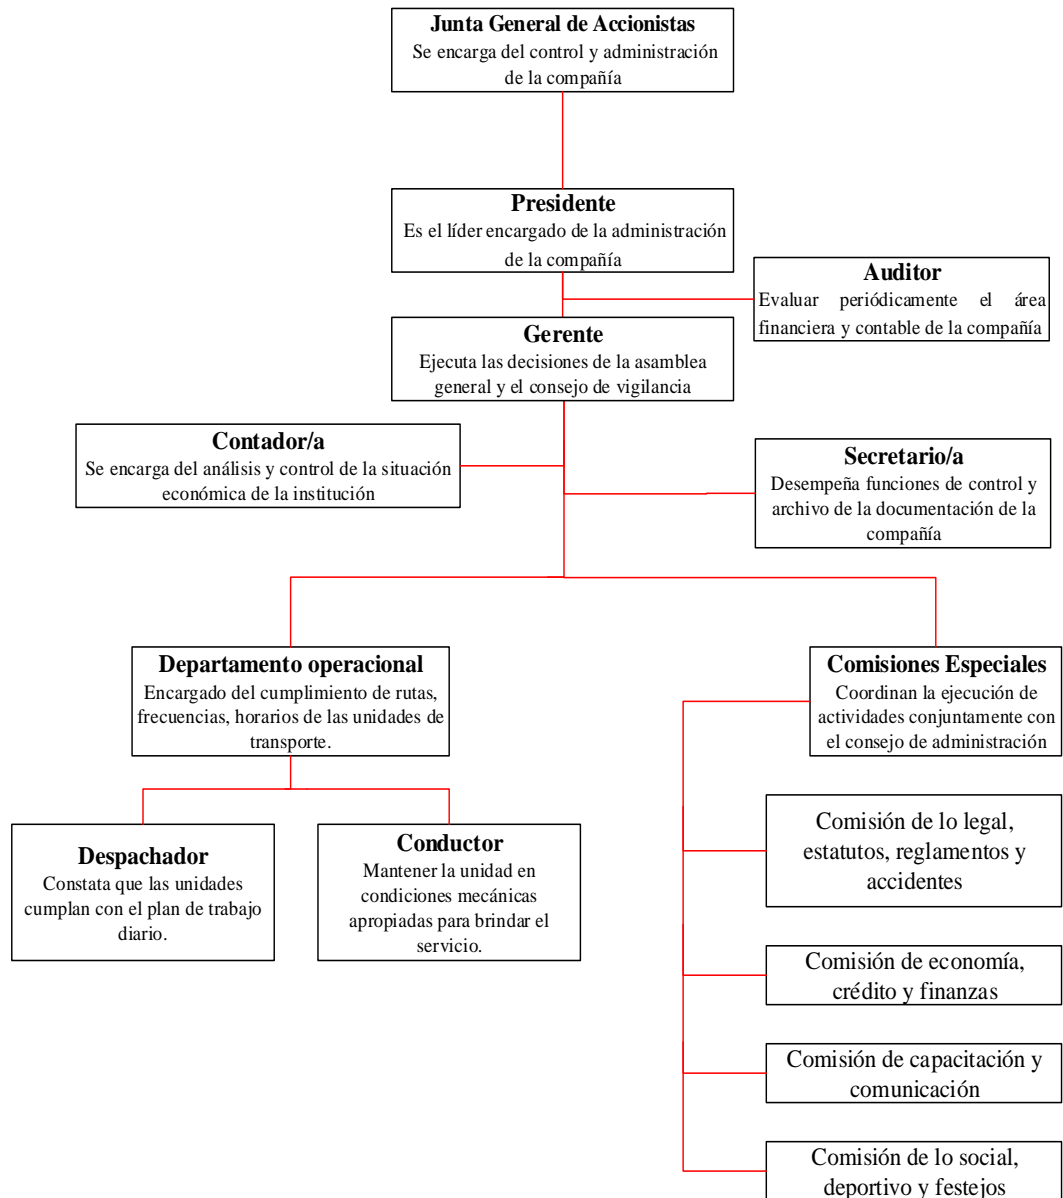 Junta General de Accionistas
Se encarga del control y administración
de la compañía
Presidente
Es el líder encargado de la administración
de la compañía
Auditor
Evaluar periódicamente el área
financiera y contable de la compañía
Gerente
Ejecuta las decisiones de la asamblea
general y el consejo de vigilancia
Contador/a
Se encarga del análisis y control de la situación
económica de la institución
Secretario/a
Desempeña funciones de control y
archivo de la documentación de la
compañía
Departamento operacional
Encargado del cumplimiento de rutas,
frecuencias, horarios de las unidades de
transporte.
Comisiones Especiales
Coordinan la ejecución de
actividades conjuntamente con
el consejo de administración
Despachador
Constata que las unidades
cumplan con el plan de trabajo
diario.
Conductor
Mantener la unidad en
condiciones mecánicas
apropiadas para brindar el
servicio.
Comisión de lo legal,
estatutos, reglamentos y
accidentes
Comisión de economía,
crédito y finanzas
Comisión de capacitación y
comunicación
Comisión de lo social,
deportivo y festejos